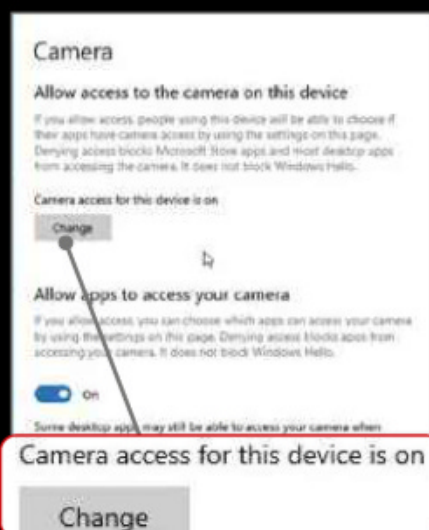 Camera
Allow access to the camera on this device
If you allow access, people using this device will be able to choose if
their apps have camera access by using the settings on this page.
Denying access blocks Microsoft Store apps and most desktop apps
from accessing the camera. It does not block Windows Hello.
Camera access for this device is on
Change
Allow apps to access your camera
If you allow access, you can choose which apps can access your camera
by using the settings on this page. Denying access blocks apps from
accessing your camera. It does not block Windows Hello.
On
Some desktop apps may still be able to access your camera when
Camera access for this device is on
Change